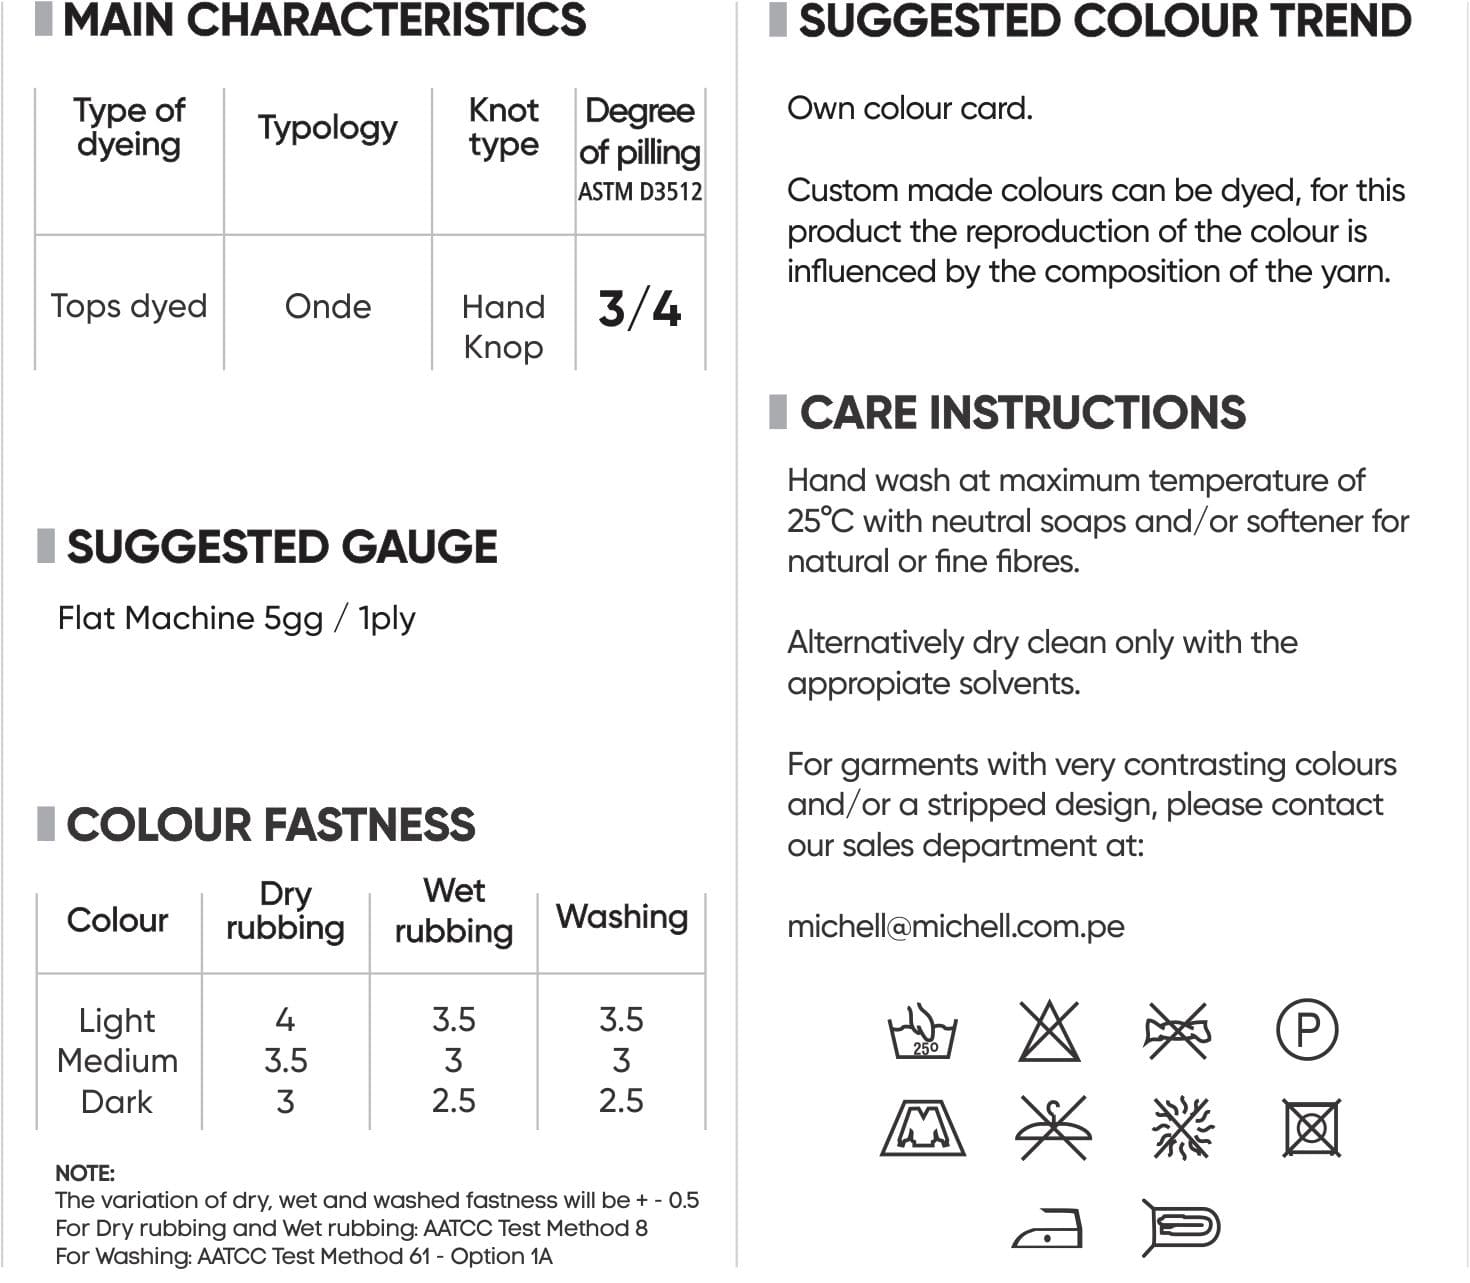 MAIN CHARACTERISTICS
Type of
dyeing
Typology
Knot
type
Degree
of pilling
ASTM D3512
Tops dyed
Onde
Hand
Knop
3/4
SUGGESTED GAUGE
Flat Machine 5gg / 1ply
COLOUR FASTNESS
Colour
Dry
rubbing
Wet
rubbing
Washing
Light 4 3.5 3.5
Medium 3.5 3 3
Dark 3 2.5 2.5
NOTE:
The variation of dry, wet and washed fastness will be + - 0.5
For Dry rubbing and Wet rubbing: AATCC Test Method 8
For Washing: AATCC Test Method 61 - Option 1A
SUGGESTED COLOUR TREND
Own colour card.
Custom made colours can be dyed, for this
product the reproduction of the colour is
influenced by the composition of the yarn.
CARE INSTRUCTIONS
Hand wash at maximum temperature of
25°C with neutral soaps and/or softener for
natural or fine fibres.
Alternatively dry clean only with the
appropiate solvents.
For garments with very contrasting colours
and/or a stripped design, please contact
our sales department at:
michell@michell.com.pe
25º
P